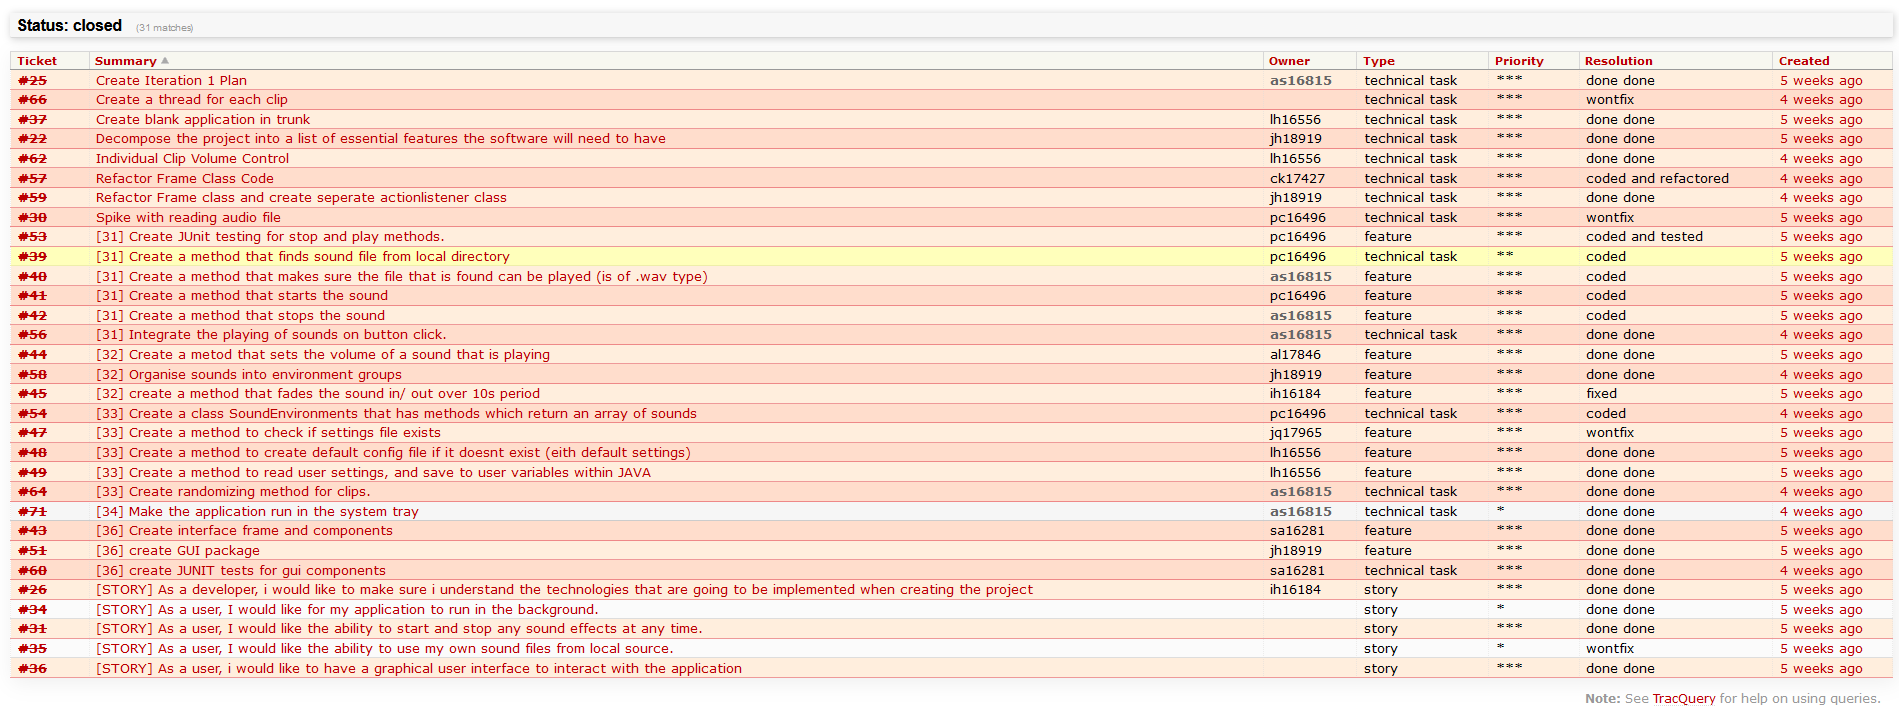 Status: closed (31 matches)
Ticket Summary Owner Type Priority Resolution Created
#25 Create Iteration 1 Plan as16815 technical task *** done done 5 weeks ago
#66 Create a thread for each clip technical task *** wontfix 4 weeks ago
#37 Create blank application in trunk lh16556 technical task *** done done 5 weeks ago
#22 Decompose the project into a list of essential features the software will need to have jh18919 technical task *** done done 5 weeks ago
#62 Individual Clip Volume Control lh16556 technical task *** done done 4 weeks ago
#57 Refactor Frame Class Code ck17427 technical task *** coded and refactored 4 weeks ago
#59 Refactor Frame class and create seperate actionlistener class jh18919 technical task *** done done 4 weeks ago
#30 Spike with reading audio file pc16496 technical task *** wontfix 5 weeks ago
#53 [31] Create JUnit testing for stop and play methods. pc16496 feature *** coded and tested 5 weeks ago
#39 [31] Create a method that finds sound file from local directory pc16496 technical task ** coded 5 weeks ago
#40 [31] Create a method that makes sure the file that is found can be played (is of .wav type) as16815 feature *** coded 5 weeks ago
#41 [31] Create a method that starts the sound pc16496 feature *** coded 5 weeks ago
#42 [31] Create a method that stops the sound as16815 feature *** coded 5 weeks ago
#56 [31] Integrate the playing of sounds on button click. as16815 technical task *** done done 4 weeks ago
#44 [32] Create a metod that sets the volume of a sound that is playing al17846 feature *** done done 5 weeks ago
#58 [32] Organise sounds into environment groups jh18919 feature *** done done 4 weeks ago
#45 [32] create a method that fades the sound in/ out over 10s period ih16184 feature *** fixed 5 weeks ago
#54 [33] Create a class SoundEnvironments that has methods which return an array of sounds pc16496 technical task *** coded 4 weeks ago
#47 [33] Create a method to check if settings file exists jq17965 feature *** wontfix 5 weeks ago
#48 [33] Create a method to create default config file if it doesnt exist (eith default settings) lh16556 feature *** done done 5 weeks ago
#49 [33] Create a method to read user settings, and save to user variables within JAVA lh16556 feature *** done done 5 weeks ago
#64 [33] Create randomizing method for clips. as16815 technical task *** done done 4 weeks ago
#71 [34] Make the application run in the system tray as16815 technical task * done done 4 weeks ago
#43 [36] Create interface frame and components sa16281 feature *** done done 5 weeks ago
#51 [36] create GUI package jh18919 feature *** done done 5 weeks ago
#60 [36] create JUNIT tests for gui components sa16281 technical task *** done done 4 weeks ago
#26 [STORY] As a developer, i would like to make sure i understand the technologies that are going to be implemented when creating the project ih16184 story *** done done 5 weeks ago
#34 [STORY] As a user, I would like for my application to run in the background. story * done done 5 weeks ago
#31 [STORY] As a user, I would like the ability to start and stop any sound effects at any time. story *** done done 5 weeks ago
#35 [STORY] As a user, I would like the ability to use my own sound files from local source. story * wontfix 5 weeks ago
#36 [STORY] As a user, i would like to have a graphical user interface to interact with the application story *** done done 5 weeks ago
Note: See TracQuery for help on using queries.